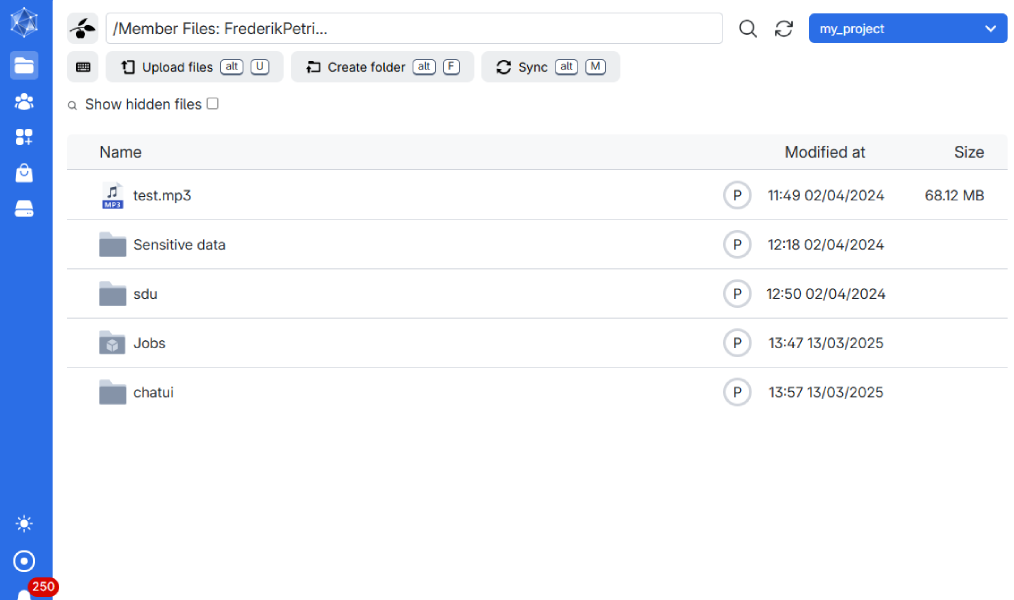 /Member Files: FrederikPetri...
my_project
Upload files alt U
Create folder alt F
Sync alt M
Show hidden files
Name Modified at Size
MP3 test.mp3 P 11:49 02/04/2024 68.12 MB
Sensitive data P 12:18 02/04/2024
sdu P 12:50 02/04/2024
Jobs P 13:47 13/03/2025
chatui P 13:57 13/03/2025
250